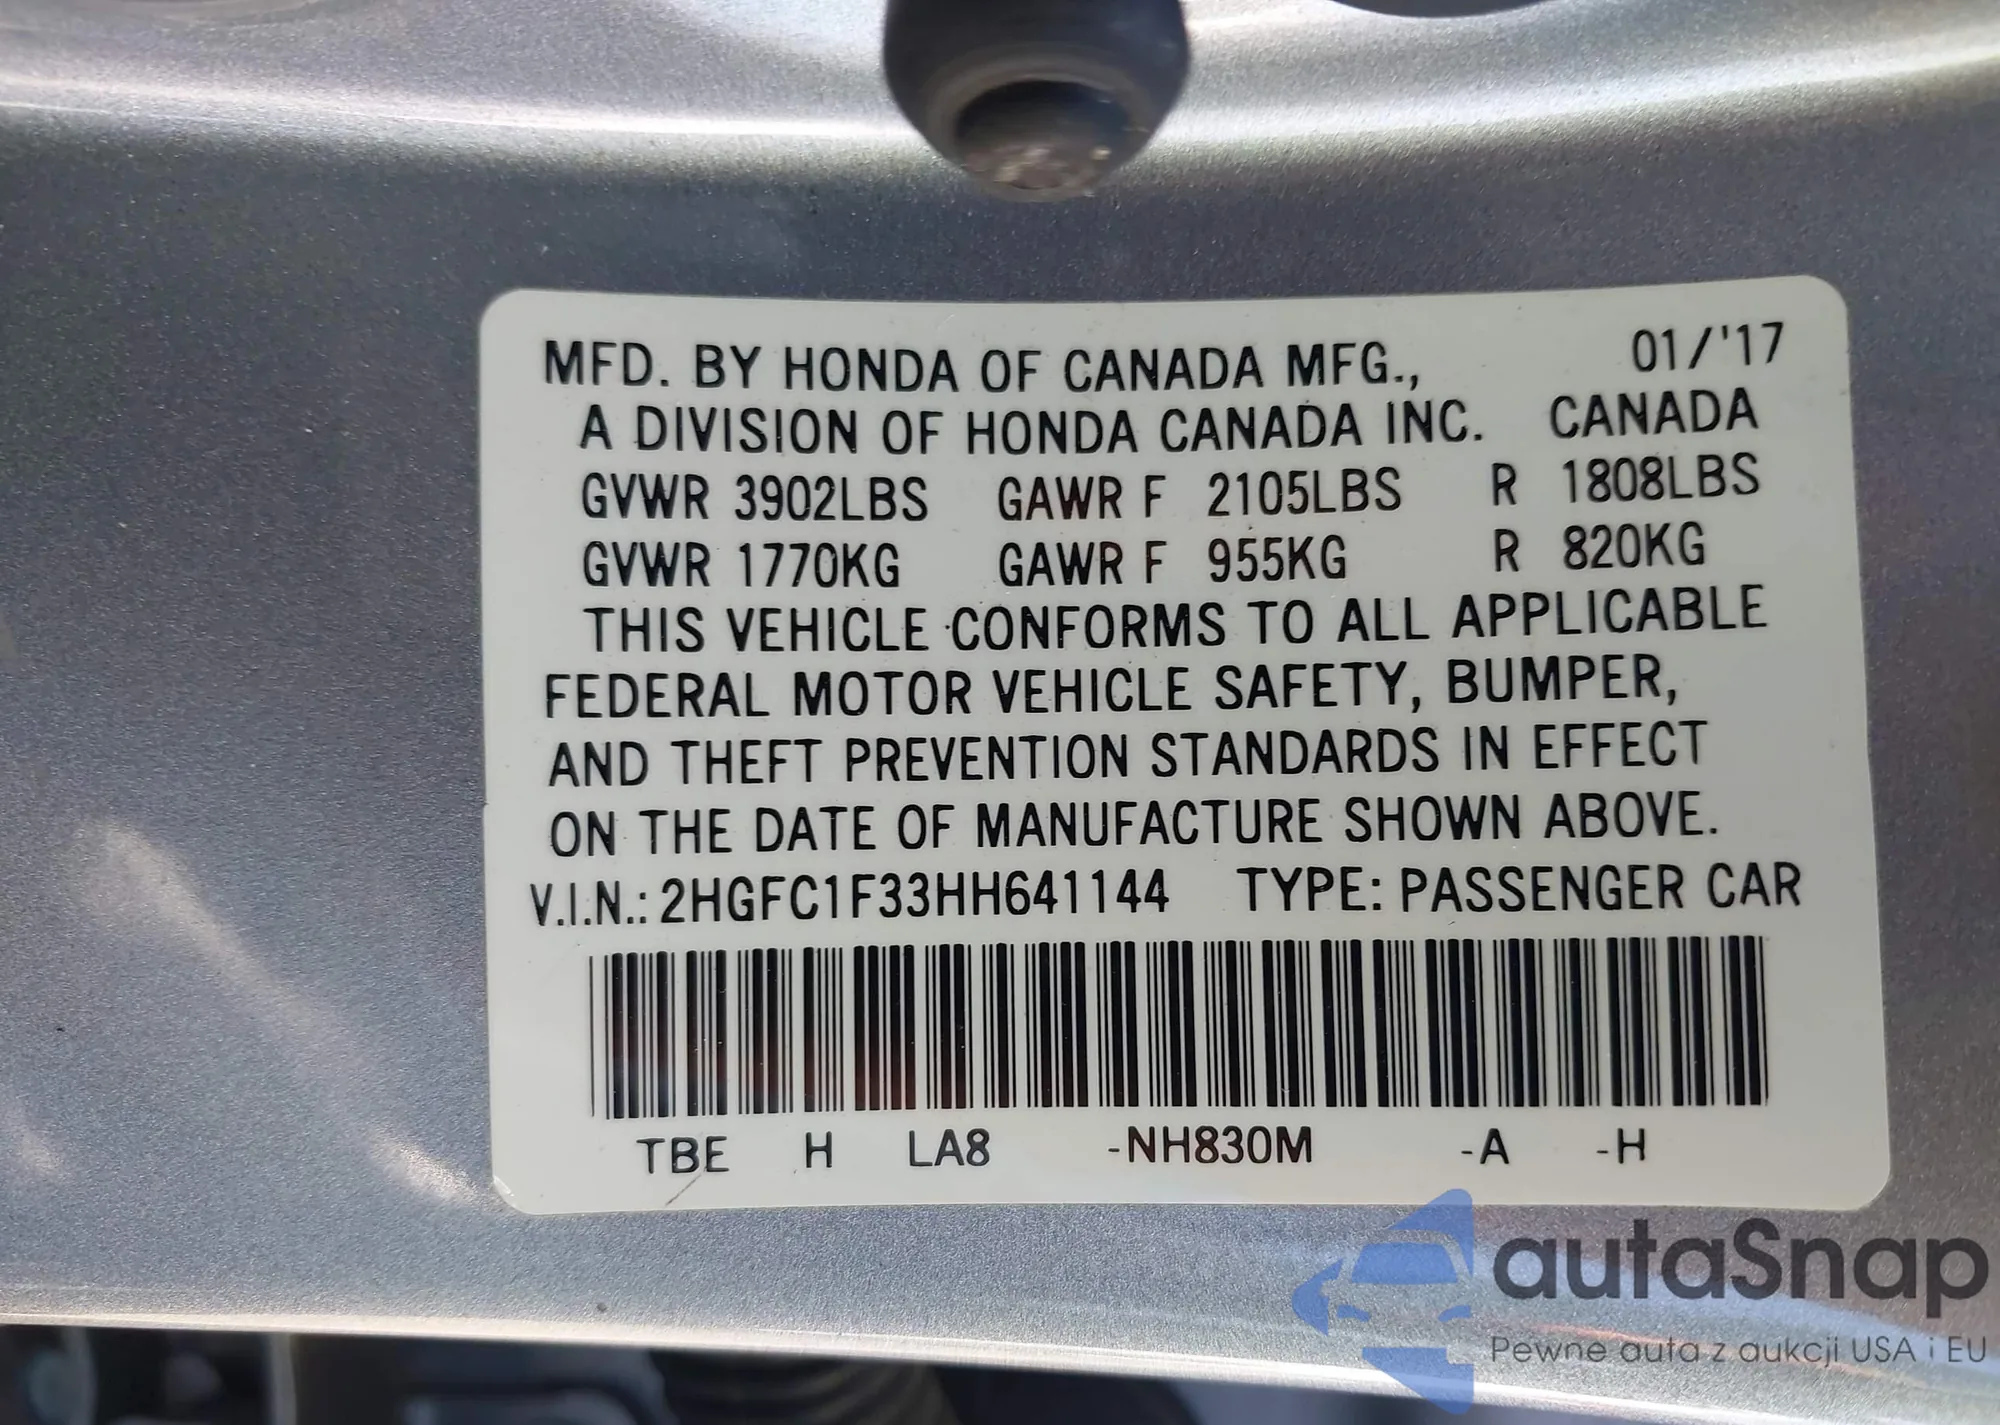 MFD. BY HONDA OF CANADA MFG., 01/'17
A DIVISION OF HONDA CANADA INC. CANADA
GVWR 3902LBS GAWR F 2105LBS R 1808LBS
GVWR 1770KG GAWR F 955KG R 820KG
THIS VEHICLE CONFORMS TO ALL APPLICABLE
FEDERAL MOTOR VEHICLE SAFETY, BUMPER,
AND THEFT PREVENTION STANDARDS IN EFFECT
ON THE DATE OF MANUFACTURE SHOWN ABOVE.
V.I.N.: 2HGFC1F33HH641144 TYPE: PASSENGER CAR
TBE H LA8 -NH830M -A -H
autaSnap
Pewne auta z aukcji USA i EU